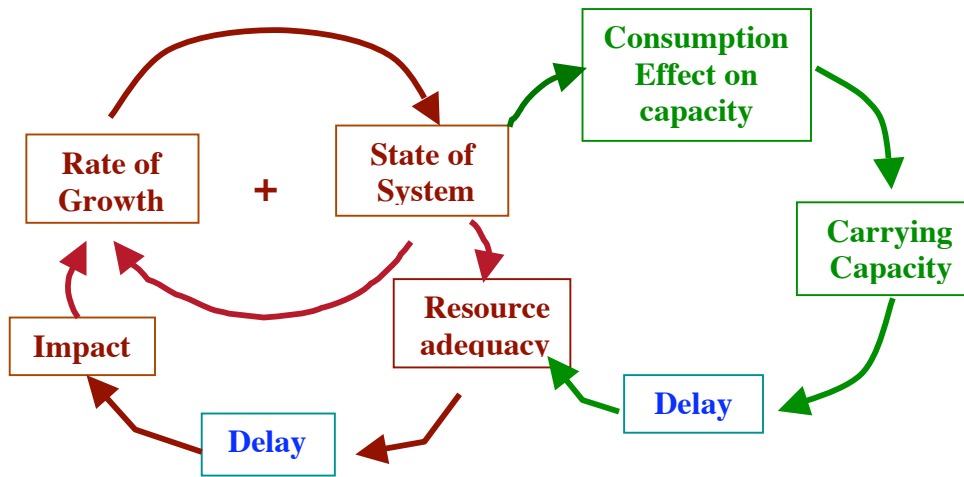 Consumption
Effect on
capacity
Rate of
Growth
+
State of
System
Carrying
Capacity
Resource
adequacy
Impact
Delay
Delay